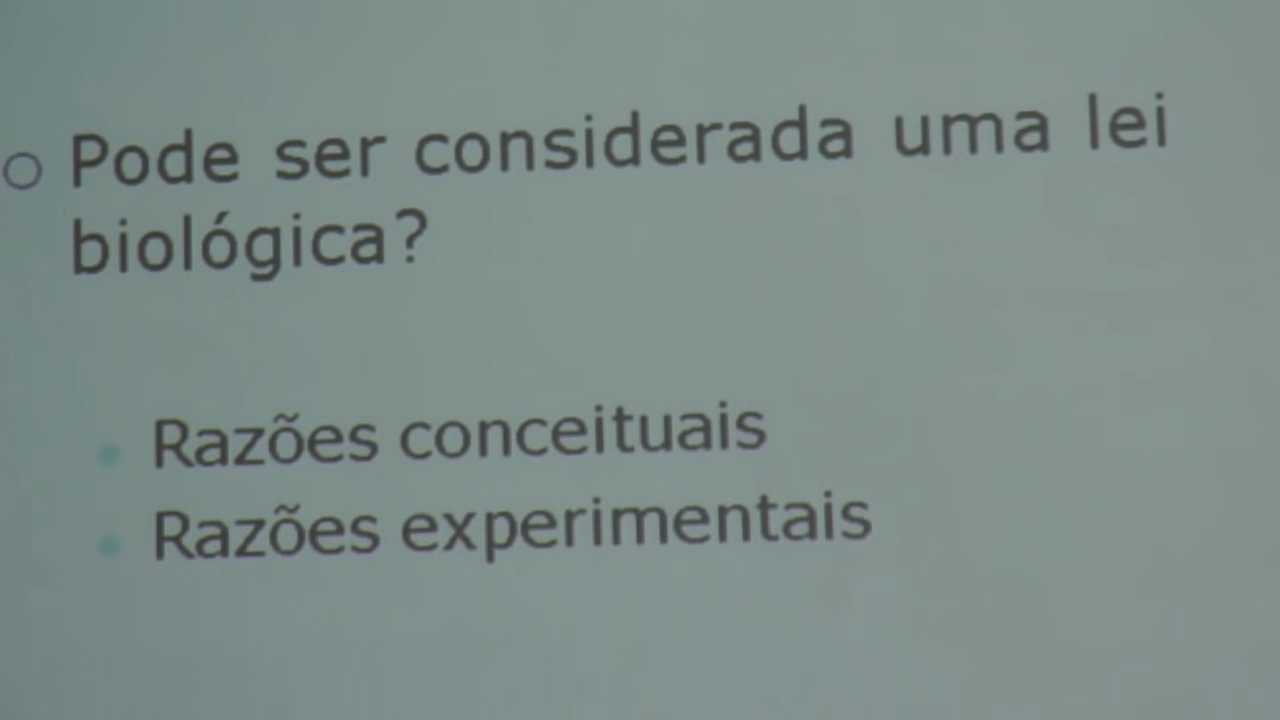 Pode ser considerada uma lei
biológica?
Razões conceituais
Razões experimentais